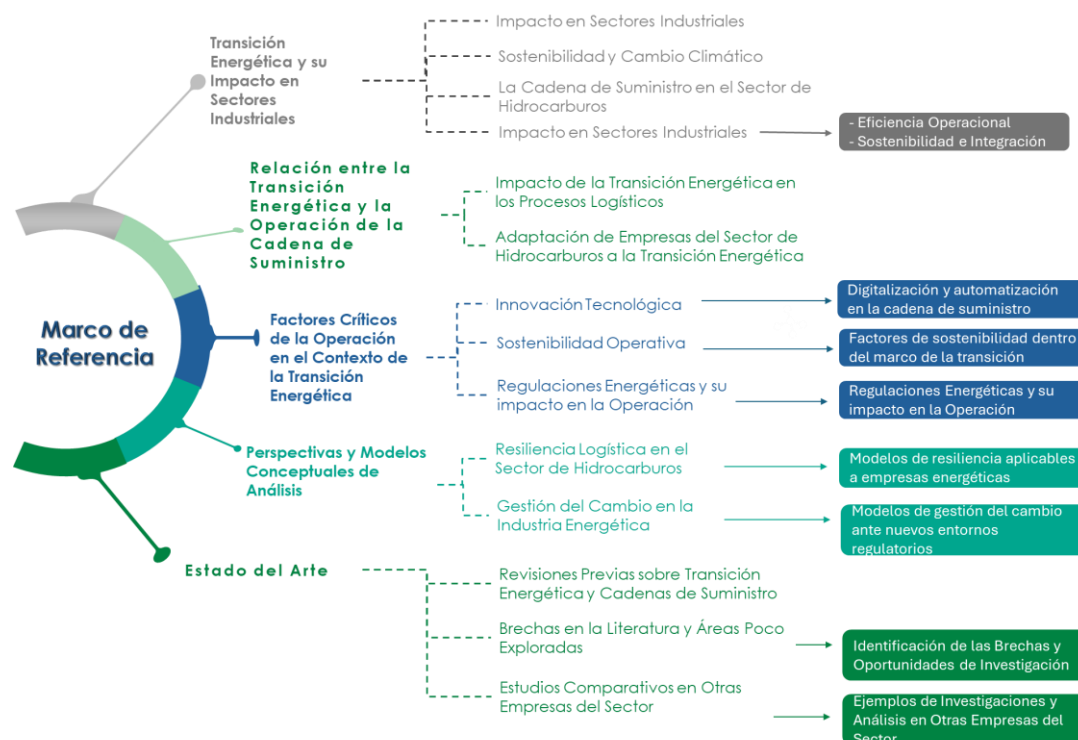 Transición
Energética y su
Impacto en
Sectores
Industriales
Impacto en Sectores Industriales
Sostenibilidad y Cambio Climático
La Cadena de Suministro en el Sector de
Hidrocarburos
Impacto en Sectores Industriales
- Eficiencia Operacional
- Sostenibilidad e Integración
Relación entre la
Transición
Energética y la
Operación de la
Cadena de
Suministro
Impacto de la Transición Energética en
los Procesos Logísticos
Adaptación de Empresas del Sector de
Hidrocarburos a la Transición Energética
Marco de
Referencia
Factores Críticos
de la Operación
en el Contexto de
la Transición
Energética
Innovación Tecnológica
Digitalización y automatización
en la cadena de suministro
Sostenibilidad Operativa
Factores de sostenibilidad dentro
del marco de la transición
Regulaciones Energéticas y su
impacto en la Operación
Regulaciones Energéticas y su
impacto en la Operación
Perspectivas y Modelos
Conceptuales de
Análisis
Resiliencia Logística en el
Sector de Hidrocarburos
Modelos de resiliencia aplicables
a empresas energéticas
Gestión del Cambio en la
Industria Energética
Modelos de gestión del cambio
ante nuevos entornos
regulatorios
Estado del Arte
Revisiones Previas sobre Transición
Energética y Cadenas de Suministro
Brechas en la Literatura y Áreas Poco
Exploradas
Identificación de las Brechas y
Oportunidades de Investigación
Estudios Comparativos en Otras
Empresas del Sector
Ejemplos de Investigaciones y
Análisis en Otras Empresas del
Sector